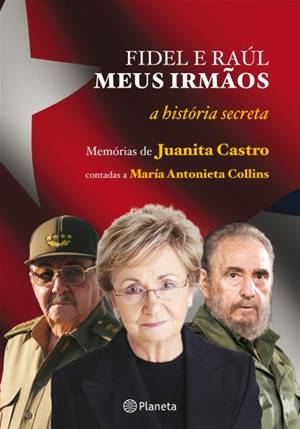 FIDEL E RAÚL
MEUS IRMÃOS
a história secreta
Memórias de Juanita Castro
contadas a María Antonieta Collins
Planeta